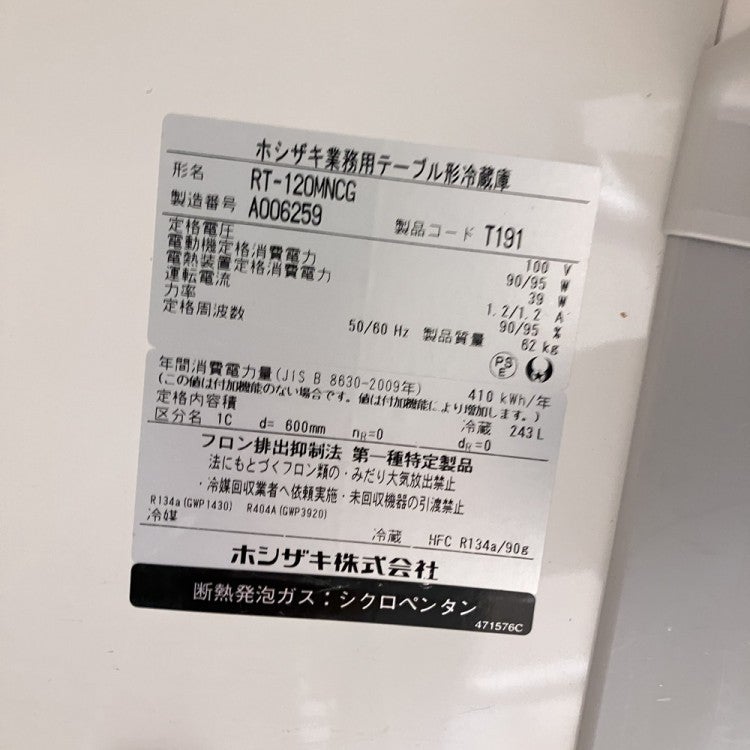 ホシザキ業務用テーブル形冷蔵庫
形名 RT-120MNCG
製造番号 A006259 製品コード T191
定格電圧 100 V
電動機定格消費電力 90/95 W
電熱装置定格消費電力 39 W
運転電流 1.2/1.2 A
力率 90/95 %
定格周波数 50/60 Hz 製品質量 62 kg
PS E
年間消費電力量(JIS B 8630-2009年) 410 kWh/年
(この値は付加機能のない場合です。値は付加機能により増加します。)
定格内容積 冷蔵 243 L
区分名 1C d= 600mm nR=0 dR=0
フロン排出抑制法 第一種特定製品
法にもとづくフロン類の・みだり大気放出禁止
・冷媒回収業者へ依頼実施・未回収機器の引渡禁止
R134a(GWP1430) R404A(GWP3920)
冷媒 冷蔵 HFC R134a/90g
ホシザキ株式会社
断熱発泡ガス:シクロペンタン
471576C